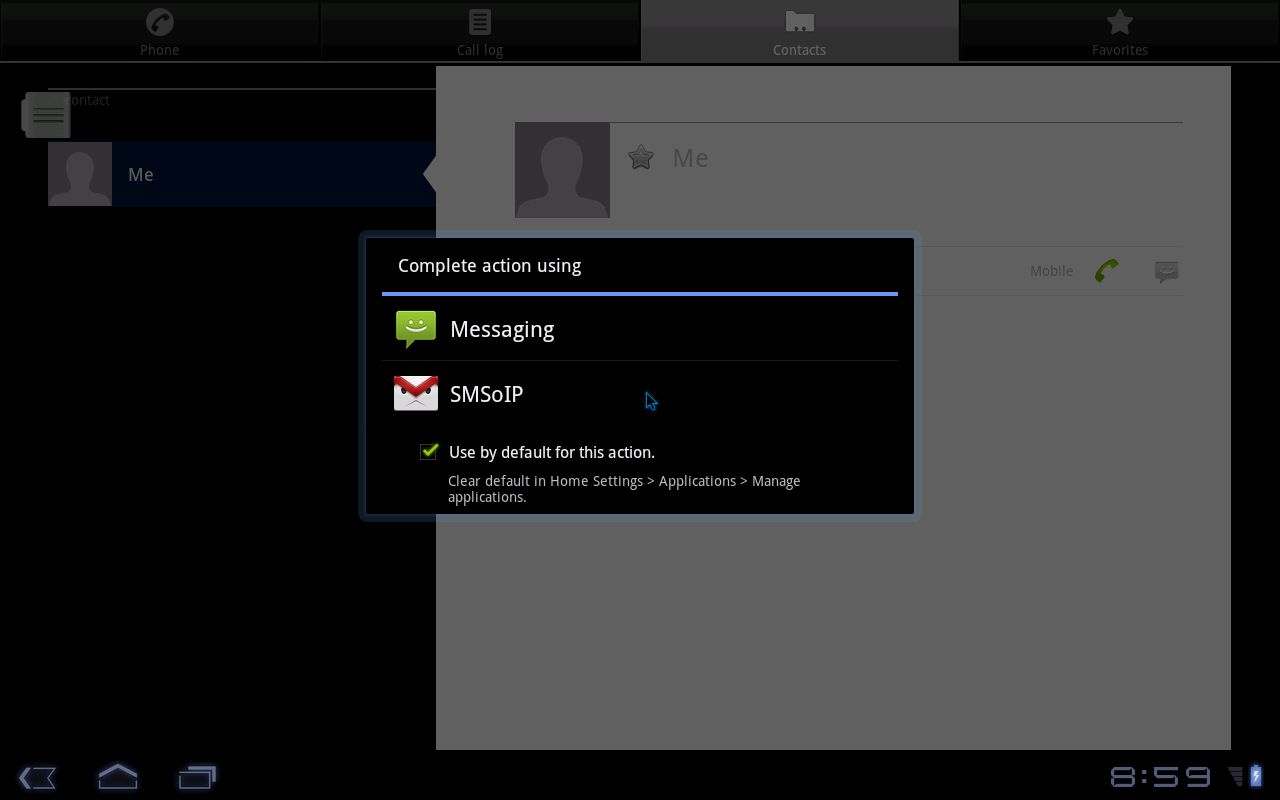 Phone
Call log
Contacts
Favorites
contact
Me
Me
Mobile
Complete action using
Messaging
SMSoIP
Use by default for this action.
Clear default in Home Settings > Applications > Manage
applications.
8:59